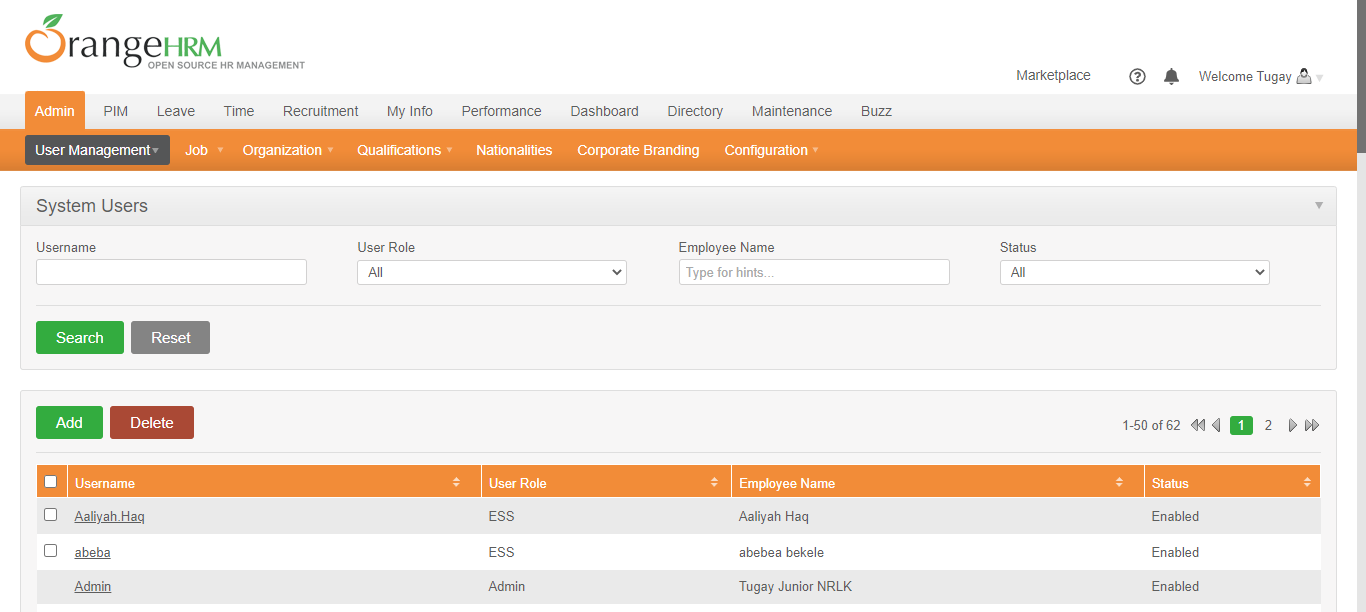 OrangeHRM
OPEN SOURCE HR MANAGEMENT
Marketplace ? Welcome Tugay
Admin PIM Leave Time Recruitment My Info Performance Dashboard Directory Maintenance Buzz
User Management Job Organization Qualifications Nationalities Corporate Branding Configuration
System Users
Username User Role Employee Name Status
All Type for hints... All
Search Reset
Add Delete 1-50 of 62 1 2
Username User Role Employee Name Status
Aaliyah.Haq ESS Aaliyah Haq Enabled
abeba ESS abebea bekele Enabled
Admin Admin Tugay Junior NRLK Enabled